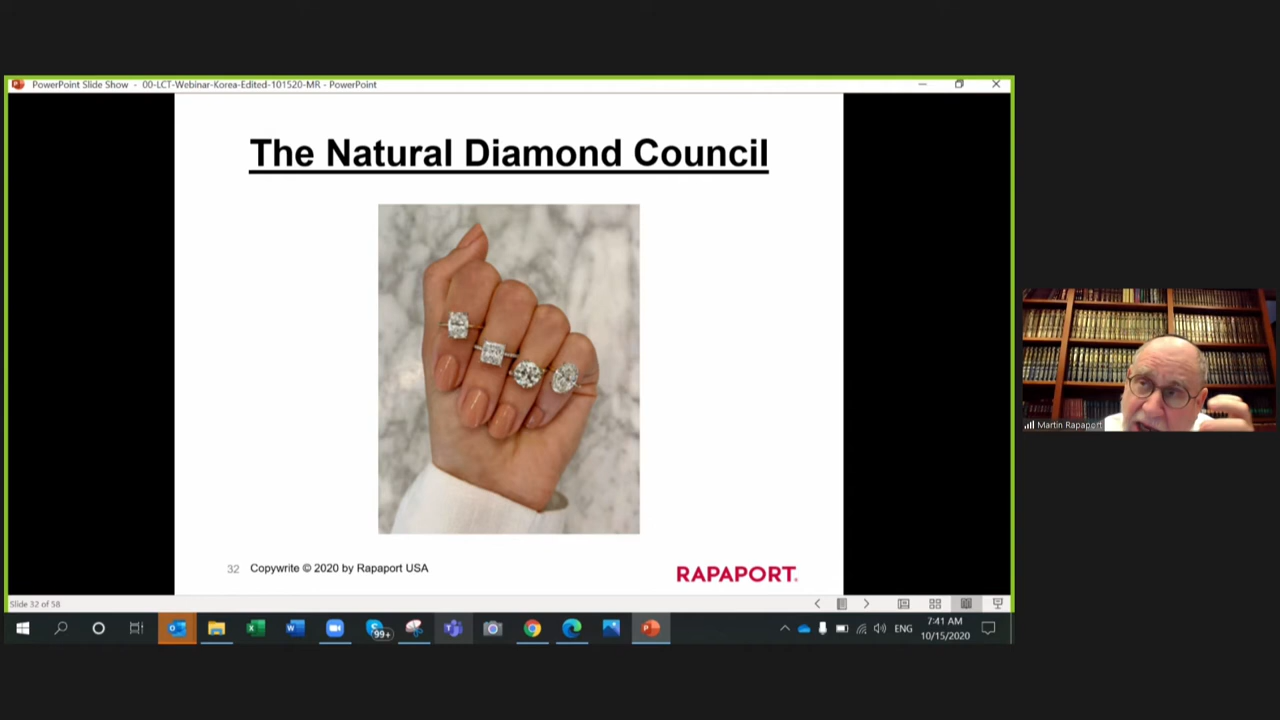 PowerPoint Slide Show - 00-LCT-Webinar-Korea-Edited-101520-MR - PowerPoint
The Natural Diamond Council
32 Copywrite © 2020 by Rapaport USA
RAPAPORT.
Martin Rapaport
Slide 32 of 58
99+
ENG
7:41 AM
10/15/2020